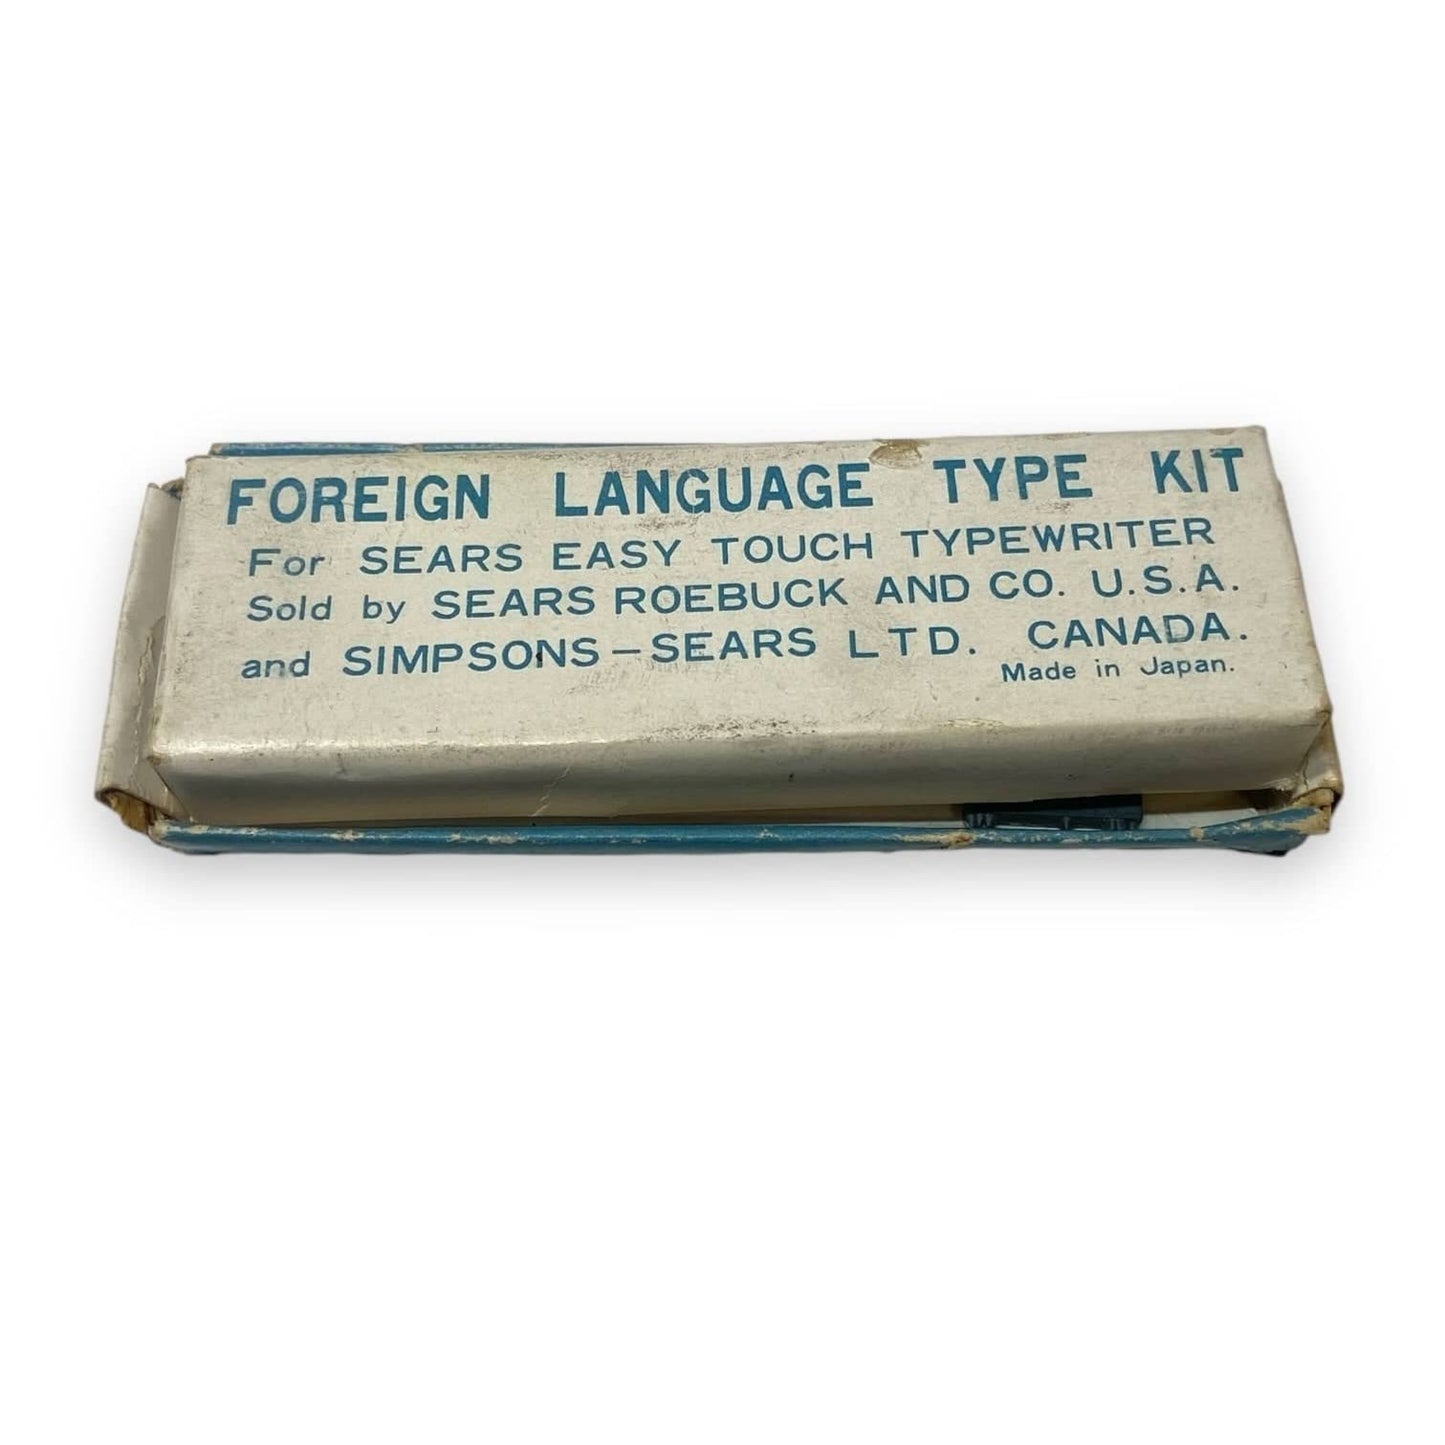 FOREIGN LANGUAGE TYPE KIT
For SEARS EASY TOUCH TYPEWRITER
Sold by SEARS ROEBUCK AND CO. U.S.A.
and SIMPSONS-SEARS LTD. CANADA.
Made in Japan.